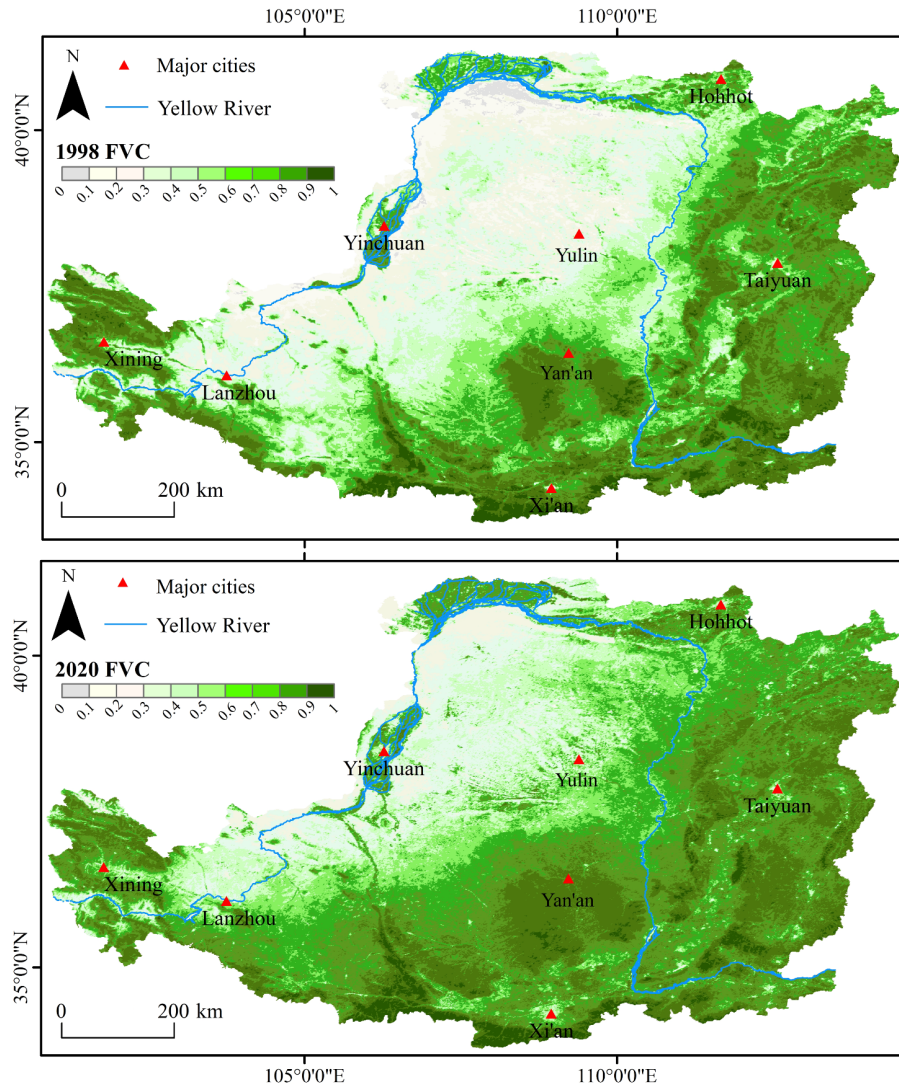 105°0'0"E 110°0'0"E
N
Major cities
Yellow River
1998 FVC
0 0.1 0.2 0.3 0.4 0.5 0.6 0.7 0.8 0.9 1
40°0'0"N
35°0'0"N
Hohhot
Yinchuan
Yulin
Taiyuan
Xining
Yan'an
Lanzhou
Xi'an
0 200 km
N
Major cities
Yellow River
2020 FVC
0 0.1 0.2 0.3 0.4 0.5 0.6 0.7 0.8 0.9 1
40°0'0"N
35°0'0"N
Hohhot
Yinchuan
Yulin
Taiyuan
Xining
Yan'an
Lanzhou
Xi'an
0 200 km
105°0'0"E 110°0'0"E